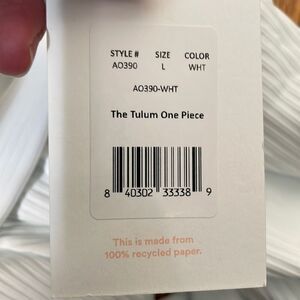 STYLE # SIZE COLOR
AO390 L WHT
AO390-WHT
The Tulum One Piece
8 40302 33338 9
This is made from
100% recycled paper.